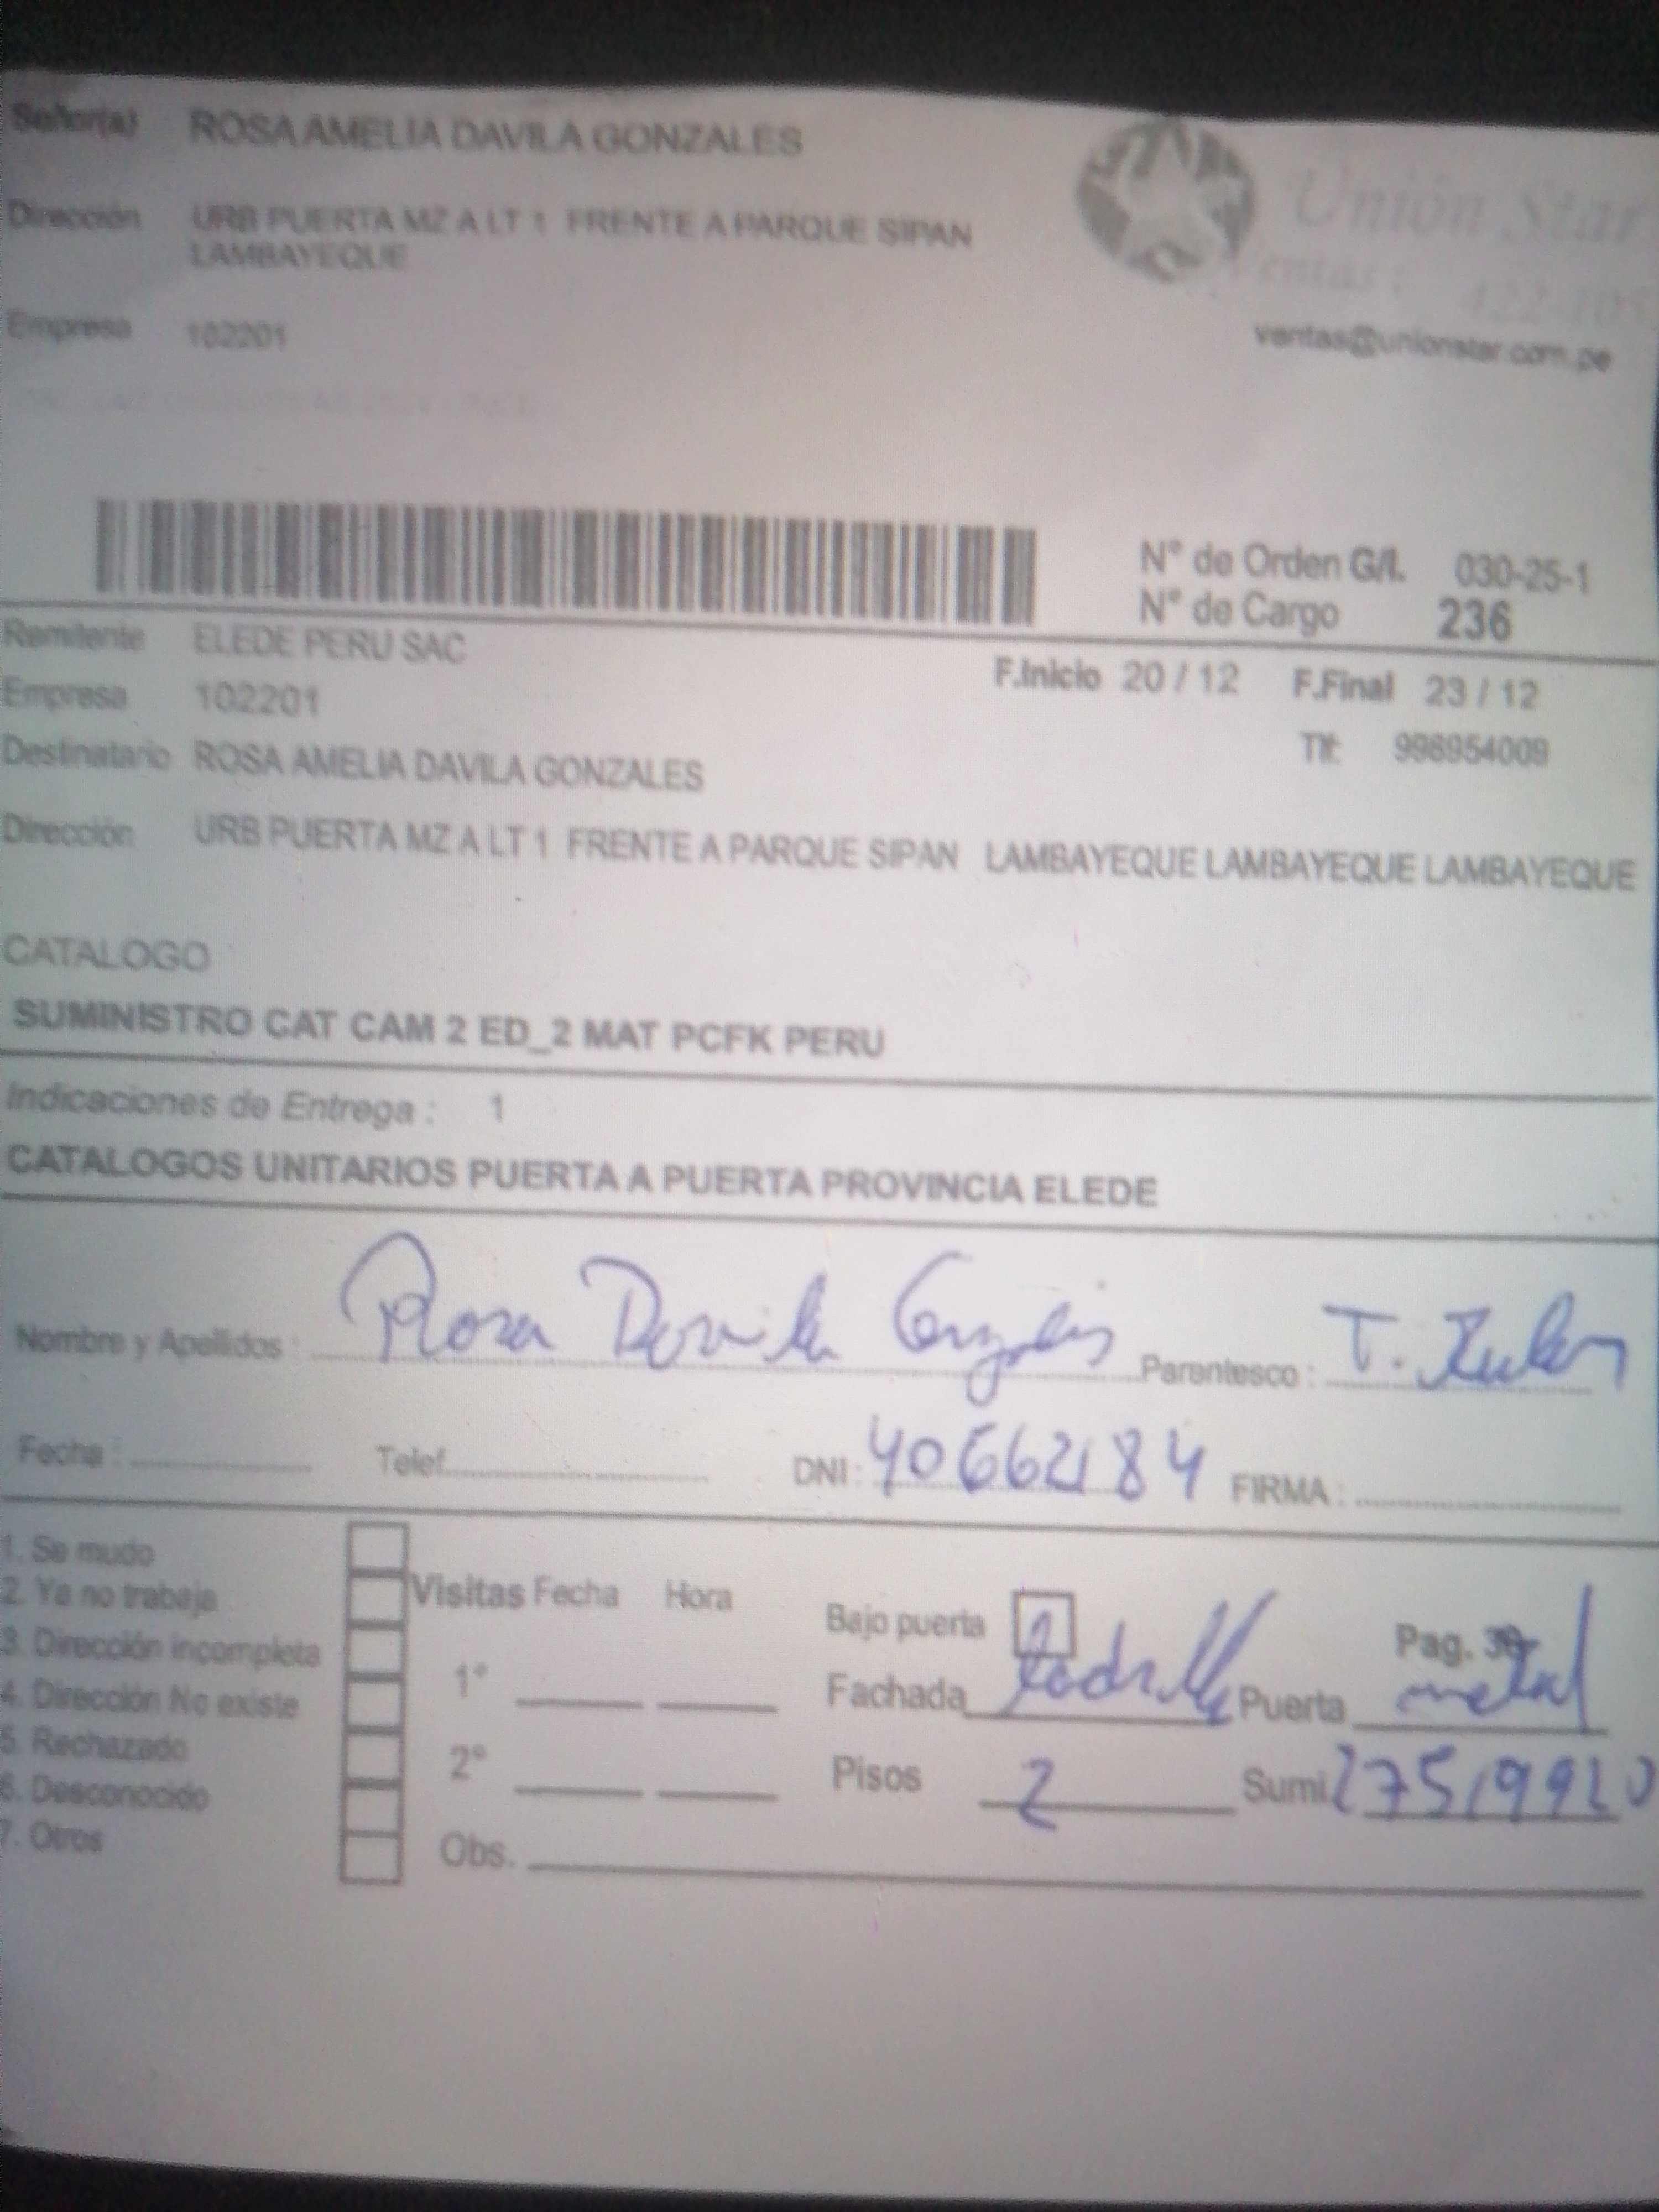 Señor(a) ROSA AMELIA DAVILA GONZALES
Dirección URB PUERTA MZ A LT 1 FRENTE A PARQUE SIPAN
LAMBAYEQUE
Unión Star
Ventas :
Empresa 102201
ventas@unionstar.com.pe
N° de Orden G/I. 030-25-1
N° de Cargo 236
Remitente ELEDE PERU SAC
F.Inicio 20 / 12 F.Final 23 / 12
Empresa 102201
Tlf: 998954009
Destinatario ROSA AMELIA DAVILA GONZALES
Dirección URB PUERTA MZ A LT 1 FRENTE A PARQUE SIPAN LAMBAYEQUE LAMBAYEQUE LAMBAYEQUE
CATALOGO
SUMINISTRO CAT CAM 2 ED_2 MAT PCFK PERU
Indicaciones de Entrega : 1
CATALOGOS UNITARIOS PUERTA A PUERTA PROVINCIA ELEDE
Nombre y Apellidos : Rosa Davila Gonzales Parentesco : T.
Fecha : Telef. DNI : 40662184 FIRMA :
1. Se mudo
2. Ya no trabaja
3. Dirección incompleta
4. Dirección No existe
5. Rechazado
6. Desconocido
7. Otros
Visitas Fecha Hora
1°
2°
Obs.
Bajo puerta Pag. 39
Fachada ladrillo Puerta metal
Pisos 2 Sumi